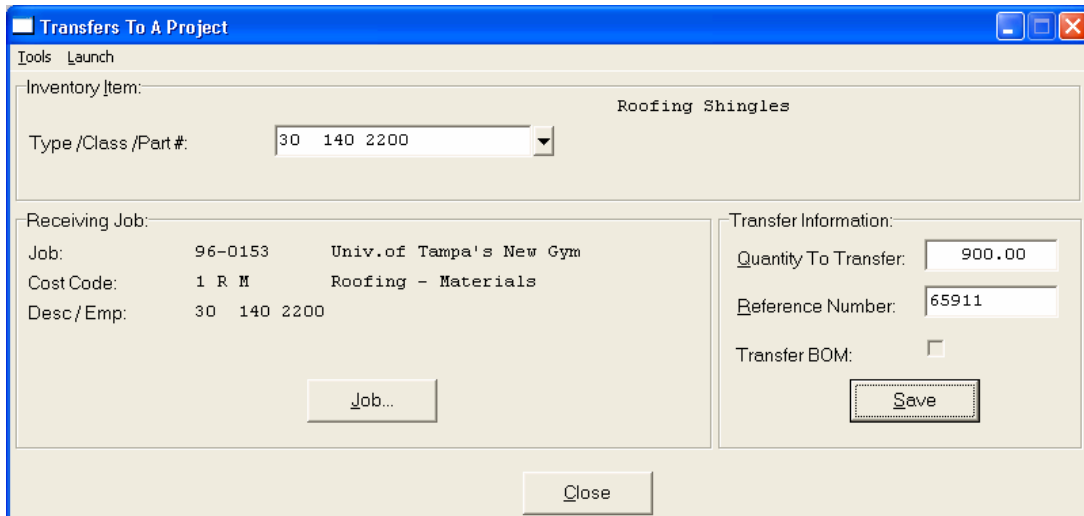 Transfers To A Project
Tools Launch
Inventory Item:
Roofing Shingles
Type /Class /Part #: 30 140 2200
Receiving Job:
Job: 96-0153 Univ.of Tampa's New Gym
Cost Code: 1 R M Roofing - Materials
Desc / Emp: 30 140 2200
Job...
Transfer Information:
Quantity To Transfer: 900.00
Reference Number: 65911
Transfer BOM:
Save
Close